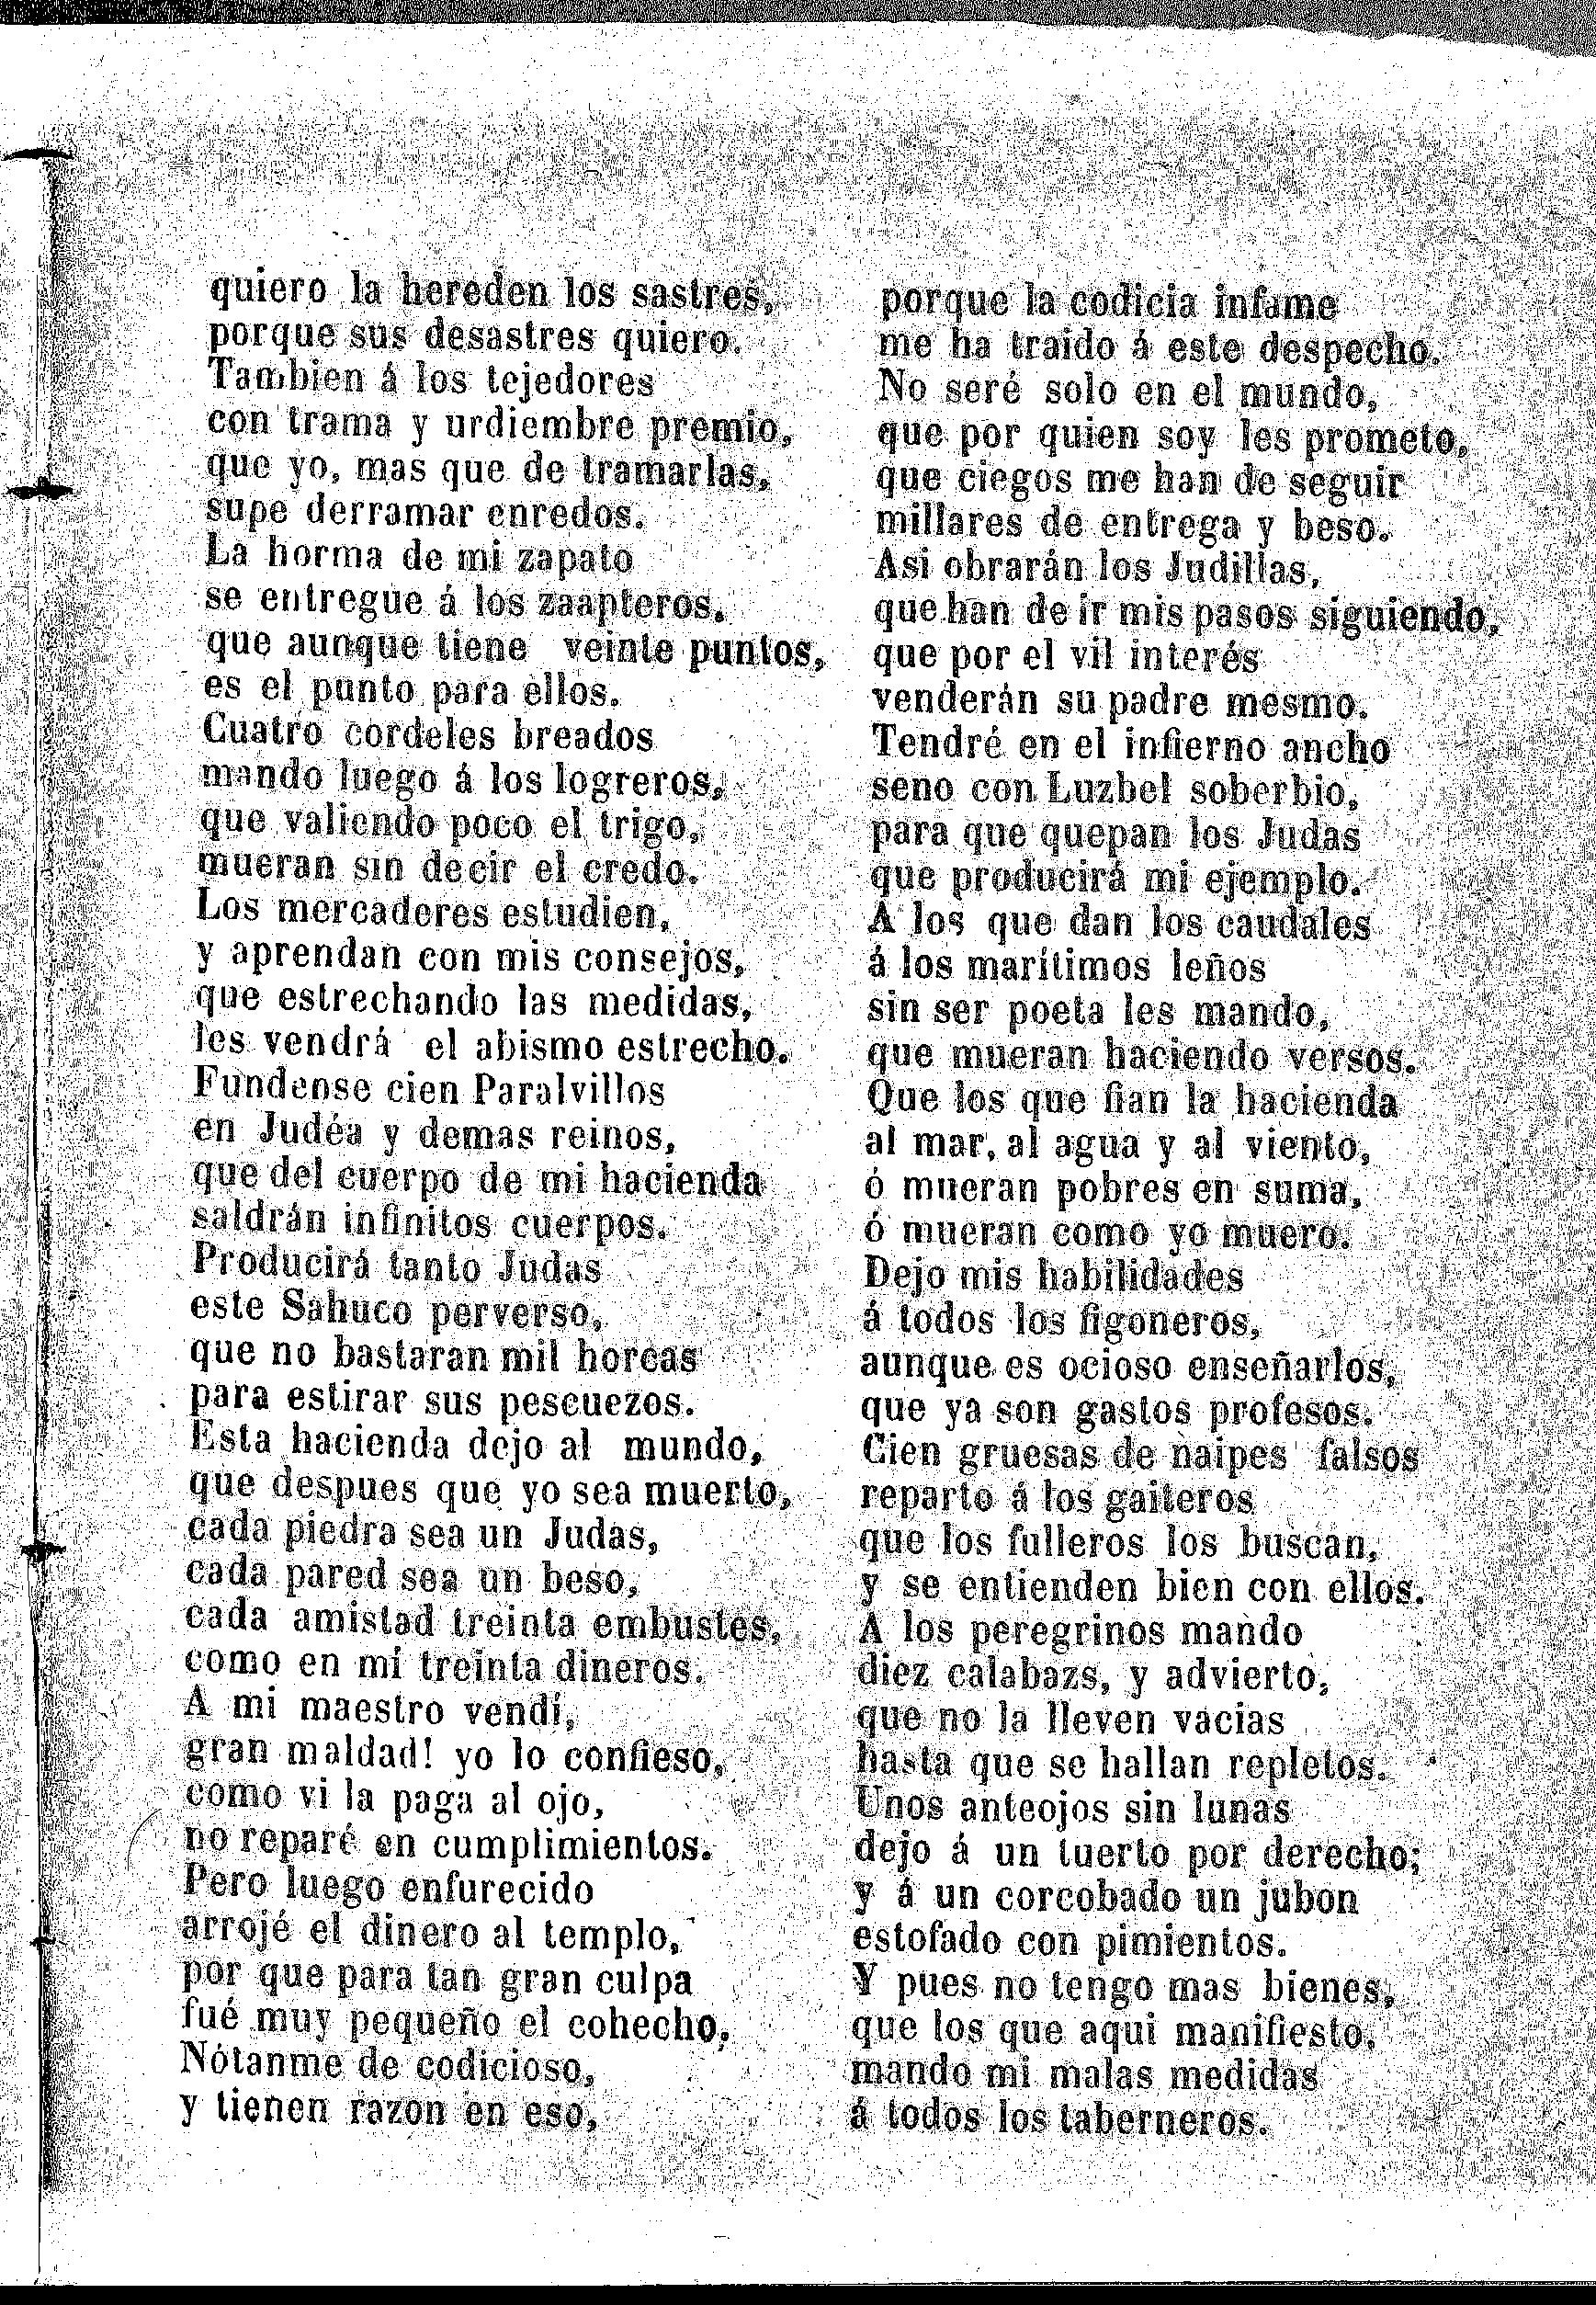 quiero la hereden los sastres,
porque sus desastres quiero.
Tambien á los tejedores
con trama y urdiembre premio,
que yo, mas que de tramarlas,
supe derramar enredos.
La horma de mi zapato
se entregue á los zaapteros.
que aunque tiene veinte puntos,
es el punto para ellos.
Cuatro cordeles breados
mando luego á los logreros,
que valiendo poco el trigo,
mueran sin decir el credo.
Los mercaderes estudien,
y aprendan con mis consejos,
que estrechando las medidas,
les vendrá el abismo estrecho.
Fundense cien Paralvillos
en Judéa y demas reinos,
que del cuerpo de mi hacienda
saldrán infinitos cuerpos.
Producirá tanto Judas
este Sahuco perverso,
que no bastaran mil horcas
para estirar sus pescuezos.
Esta hacienda dejo al mundo,
que despues que yo sea muerto,
cada piedra sea un Judas,
cada pared sea un beso,
cada amistad treinta embustes,
como en mi treinta dineros.
A mi maestro vendí,
gran maldad! yo lo confieso,
como vi la paga al ojo,
no reparé en cumplimientos.
Pero luego enfurecido
arrojé el dinero al templo,
por que para tan gran culpa
fué muy pequeño el cohecho,
Nótanme de codicioso,
y tienen razon en eso,
porque la codicia infame
me ha traido á este despecho.
No seré solo en el mundo,
que por quien soy les prometo,
que ciegos me han de seguir
millares de entrega y beso.
Asi obrarán los Judillas,
que han de ir mis pasos siguiendo,
que por el vil interés
venderán su padre mesmo.
Tendré en el infierno ancho
seno con Luzbel soberbio,
para que quepan los Judas
que producirá mi ejemplo.
A los que dan los caudales
á los marítimos leños
sin ser poeta les mando,
que mueran haciendo versos.
Que los que fian la hacienda
al mar, al agua y al viento,
ó mueran pobres en suma,
ó mueran como yo muero.
Dejo mis habilidades
á todos los figoneros,
aunque es ocioso enseñarlos,
que ya son gastos profesos.
Cien gruesas de naipes falsos
reparto á los gaiteros
que los fulleros los buscan,
y se entienden bien con ellos.
A los peregrinos mando
diez calabazs, y advierto,
que no la lleven vacias
hasta que se hallan repletos.
Unos anteojos sin lunas
dejo á un tuerto por derecho;
y á un corcobado un jubon
estofado con pimientos.
Y pues no tengo mas bienes,
que los que aqui manifiesto,
mando mi malas medidas
á todos los taberneros.